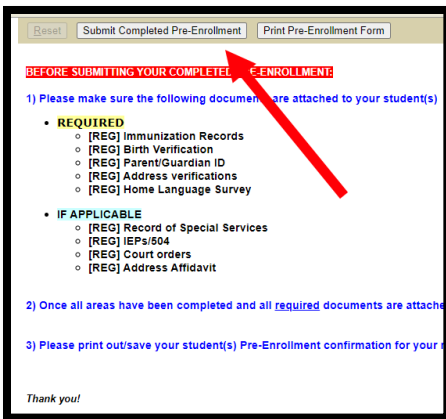 Reset Submit Completed Pre-Enrollment Print Pre-Enrollment Form
BEFORE SUBMITTING YOUR COMPLETED PRE-ENROLLMENT:
1) Please make sure the following documents are attached to your student(s)
REQUIRED
[REG] Immunization Records
[REG] Birth Verification
[REG] Parent/Guardian ID
[REG] Address verifications
[REG] Home Language Survey
IF APPLICABLE
[REG] Record of Special Services
[REG] IEPs/504
[REG] Court orders
[REG] Address Affidavit
2) Once all areas have been completed and all required documents are attache
3) Please print out/save your student(s) Pre-Enrollment confirmation for your
Thank you!